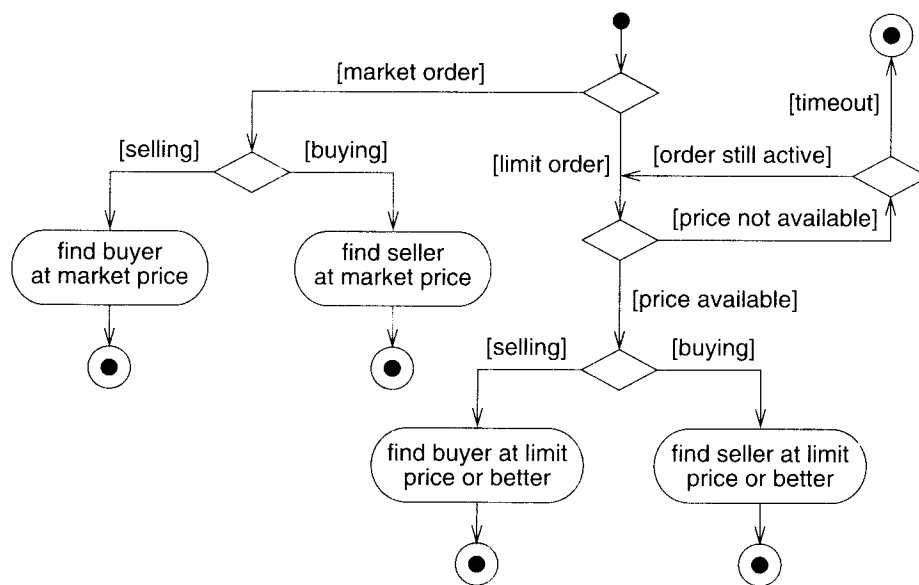 [market order]
[timeout]
[selling]
[buying]
[limit order]
[order still active]
[price not available]
find buyer
at market price
find seller
at market price
[price available]
[selling]
[buying]
find buyer at limit
price or better
find seller at limit
price or better